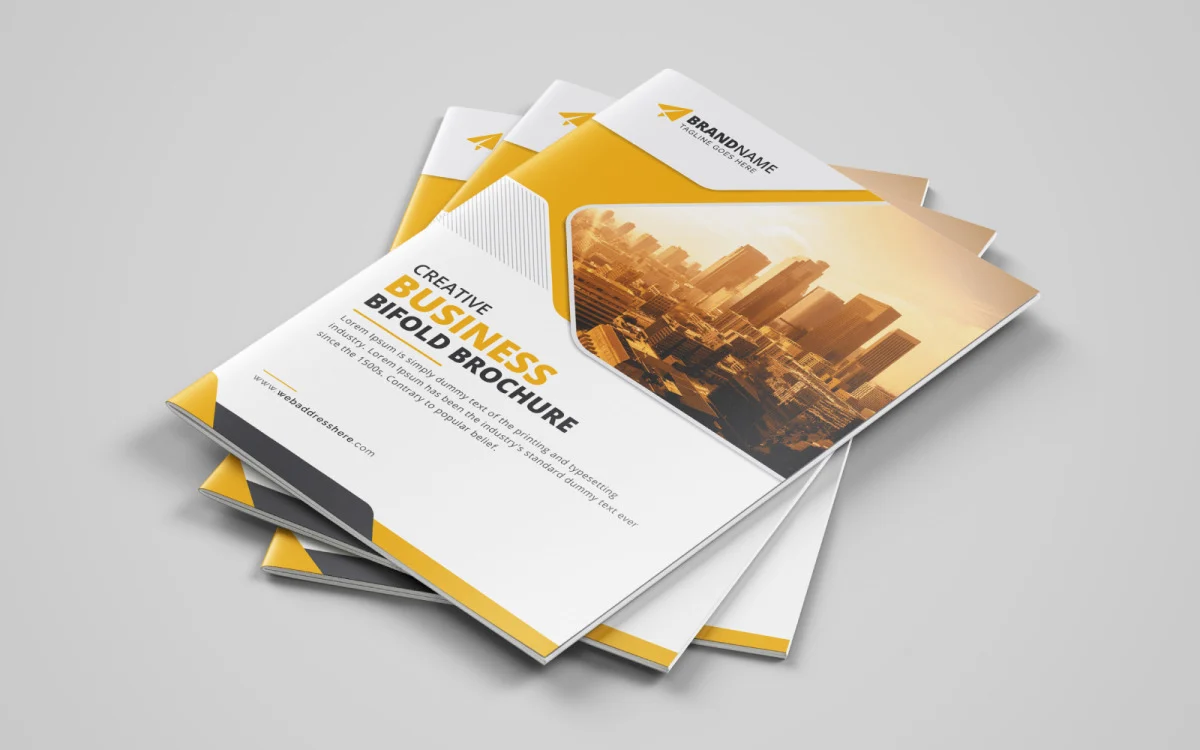 BRANDNAME
TAGLINE GOES HERE
CREATIVE
BUSINESS
BIFOLD BROCHURE
Lorem Ipsum is simply dummy text of the printing and typesetting
industry. Lorem Ipsum has been the industry's standard dummy text ever
since the 1500s. Contrary to popular belief.
www.webaddresshere.com